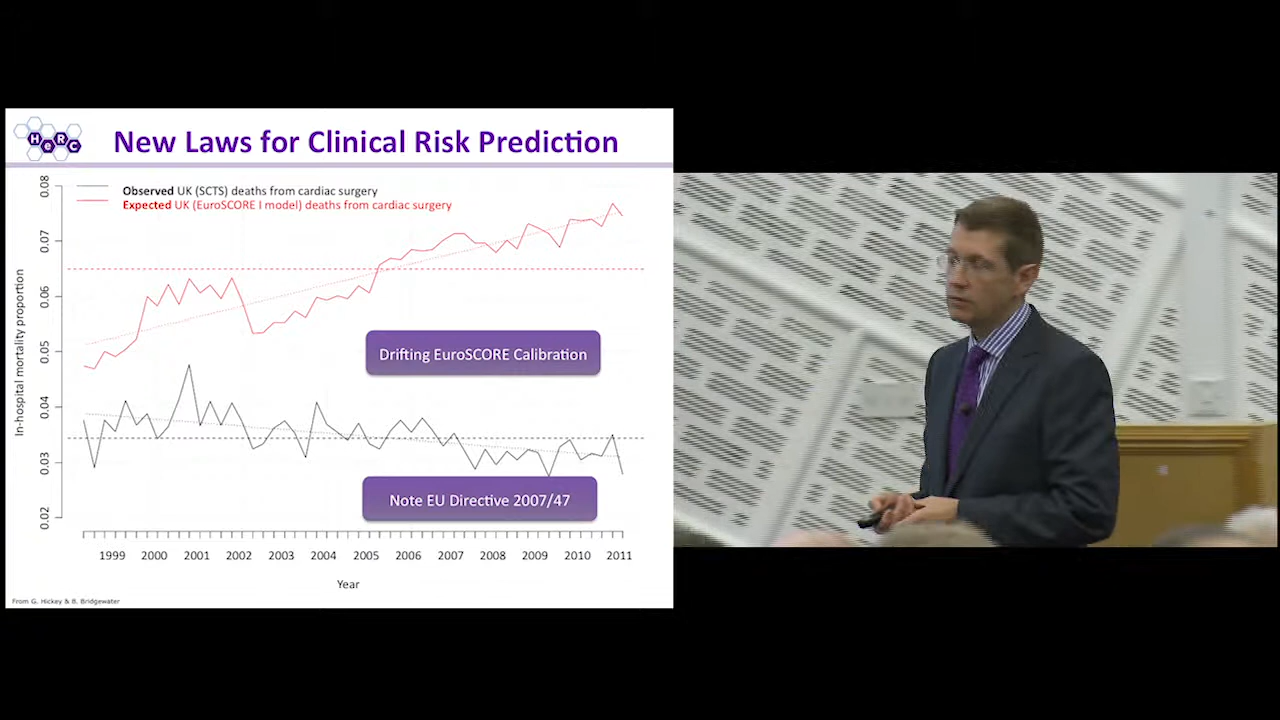 H e R C
New Laws for Clinical Risk Prediction
Observed UK (SCTS) deaths from cardiac surgery
Expected UK (EuroSCORE I model) deaths from cardiac surgery
In-hospital mortality proportion
0.08
0.07
0.06
0.05
0.04
0.03
0.02
Drifting EuroSCORE Calibration
Note EU Directive 2007/47
1999 2000 2001 2002 2003 2004 2005 2006 2007 2008 2009 2010 2011
Year
From G. Hickey & B. Bridgewater